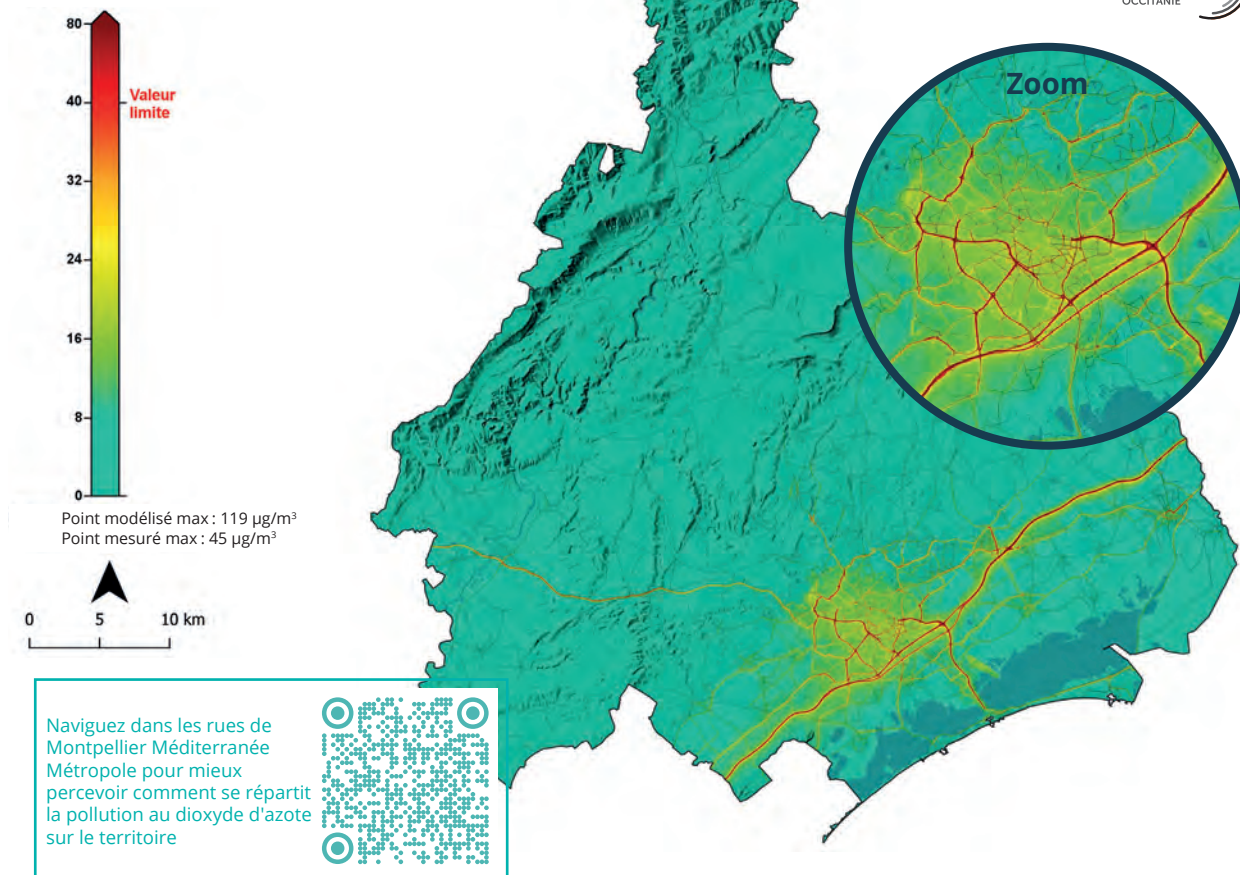 OCCITANIE
Zoom
80
Valeur
limite
40
32
24
16
8
0
Point modélisé max : 119 µg/m³
Point mesuré max : 45 µg/m³
0 5 10 km
Naviguez dans les rues de
Montpellier Méditerranée
Métropole pour mieux
percevoir comment se répartit
la pollution au dioxyde d'azote
sur le territoire